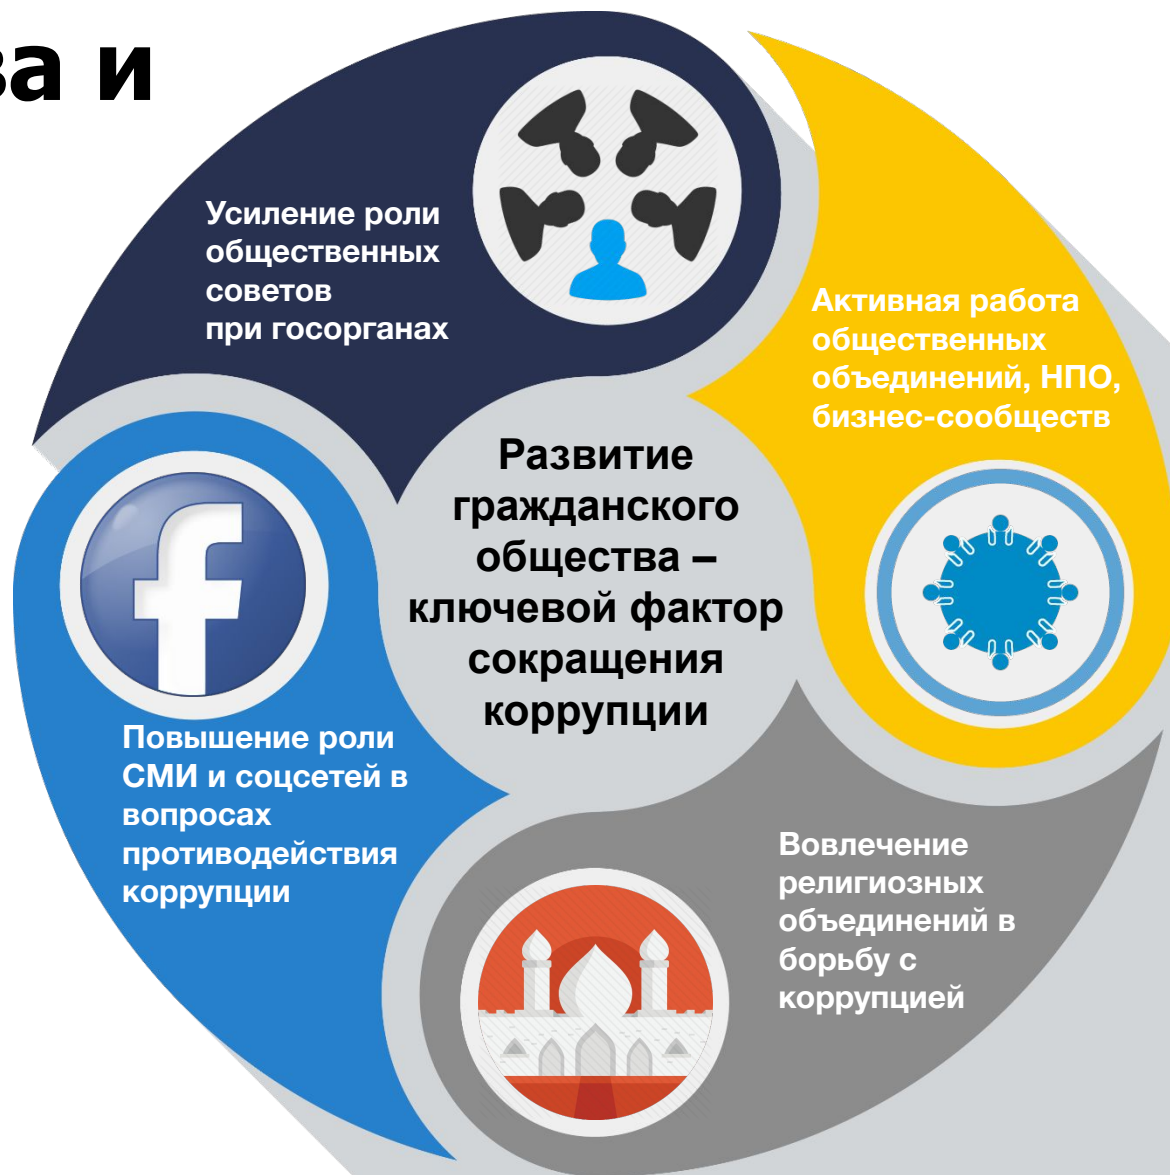 ва и
Усиление роли
общественных
советов
при госорганах
Активная работа
общественных
объединений, НПО,
бизнес-сообществ
Развитие
гражданского
общества –
ключевой фактор
сокращения
коррупции
f
Повышение роли
СМИ и соцсетей в
вопросах
противодействия
коррупции
Вовлечение
религиозных
объединений в
борьбу с
коррупцией